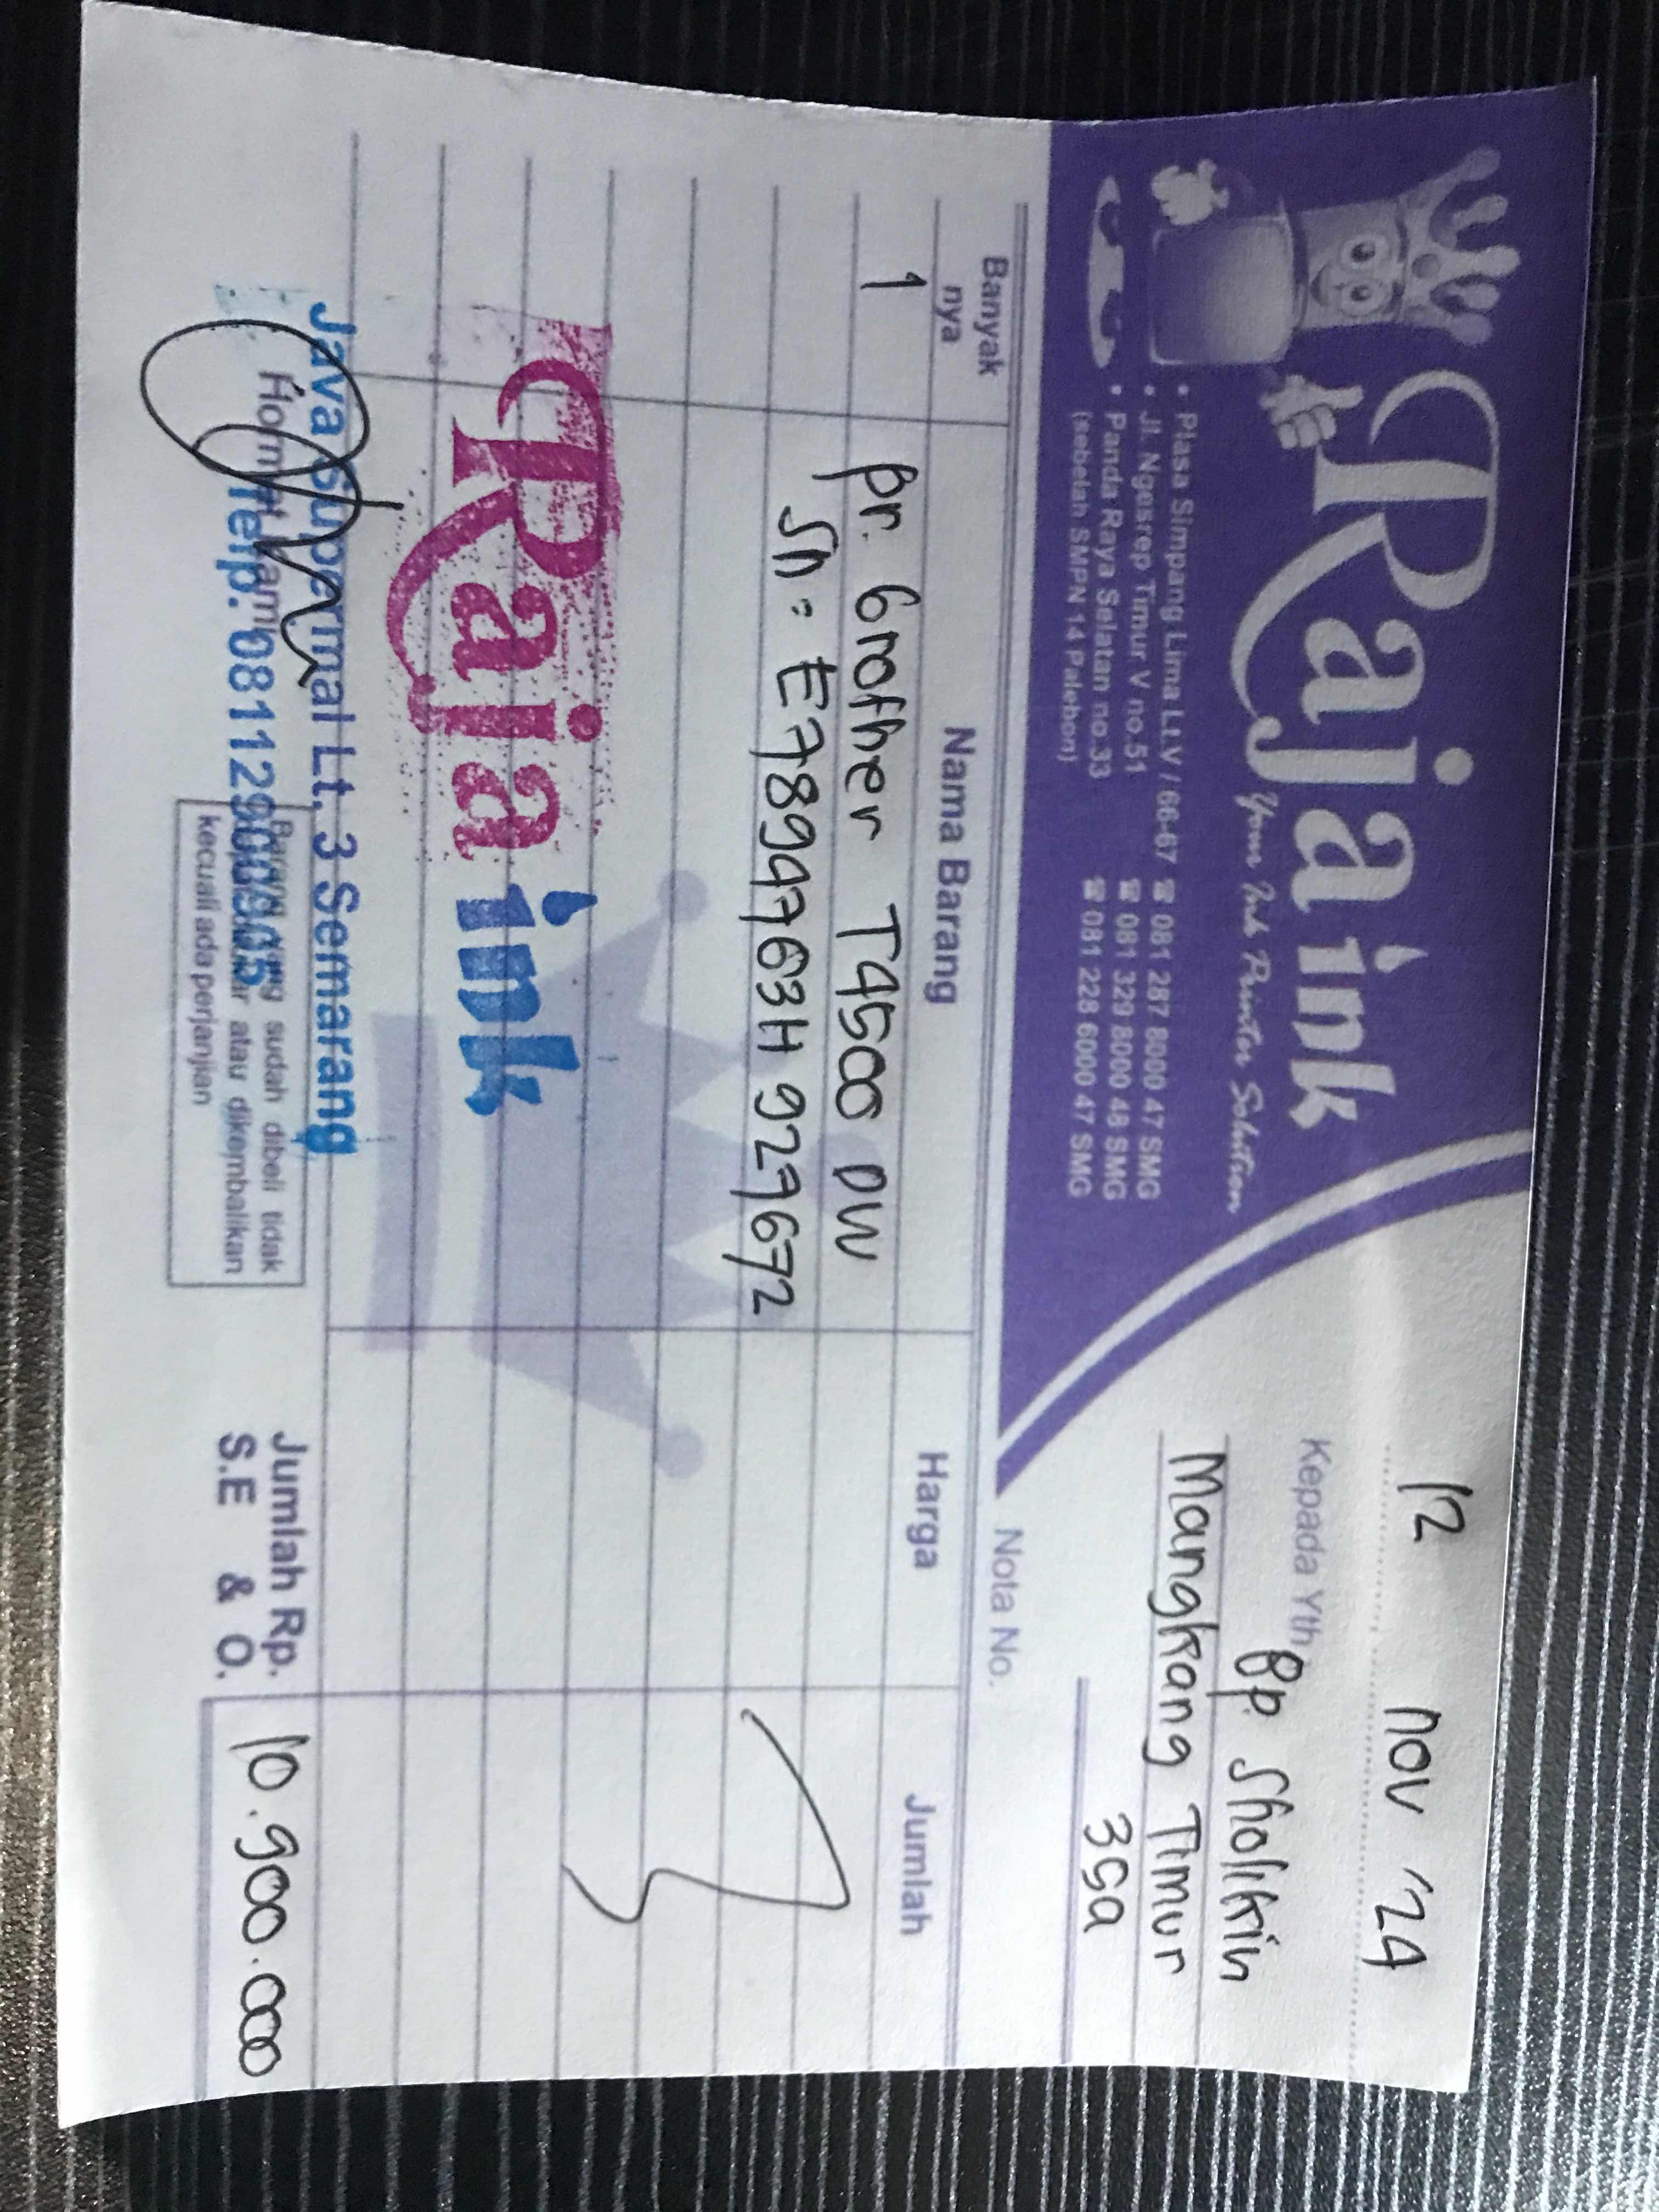 Raja ink
Your Ink Printer Solution
• Plasa Simpang Lima Lt.V / 66-67 ☎ 081 287 8000 47 SMG
• Jl. Ngesrep Timur V no.51 ☎ 081 329 8000 48 SMG
• Panda Raya Selatan no.33 ☎ 081 228 6000 47 SMG
(sebelah SMPN 14 Palebon)
12 nov '24
Kepada Yth
Bp. Sholikin
Mangkang Timur
Nota No.
Banyak nya Nama Barang Harga Jumlah
1 pr. Brother T4500 DW
Sn : E78947634 927672
Raja ink
Java Supermal Lt. 3 Semarang
Telp. 0811290005
Hormat kami
Barang yang sudah dibeli tidak
atau dikembalikan
kecuali ada perjanjian
Jumlah Rp. 10.900.000
S.E & O.